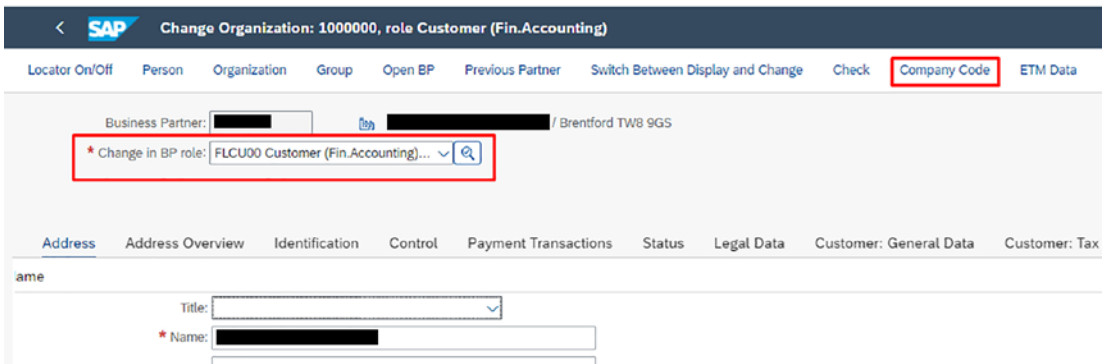 SAP Change Organization: 1000000, role Customer (Fin.Accounting)
Locator On/Off Person Organization Group Open BP Previous Partner Switch Between Display and Change Check Company Code ETM Data
Business Partner: / Brentford TW8 9GS
* Change in BP role: FLCU00 Customer (Fin.Accounting)...
Address Address Overview Identification Control Payment Transactions Status Legal Data Customer: General Data Customer: Tax
ame
Title:
* Name: